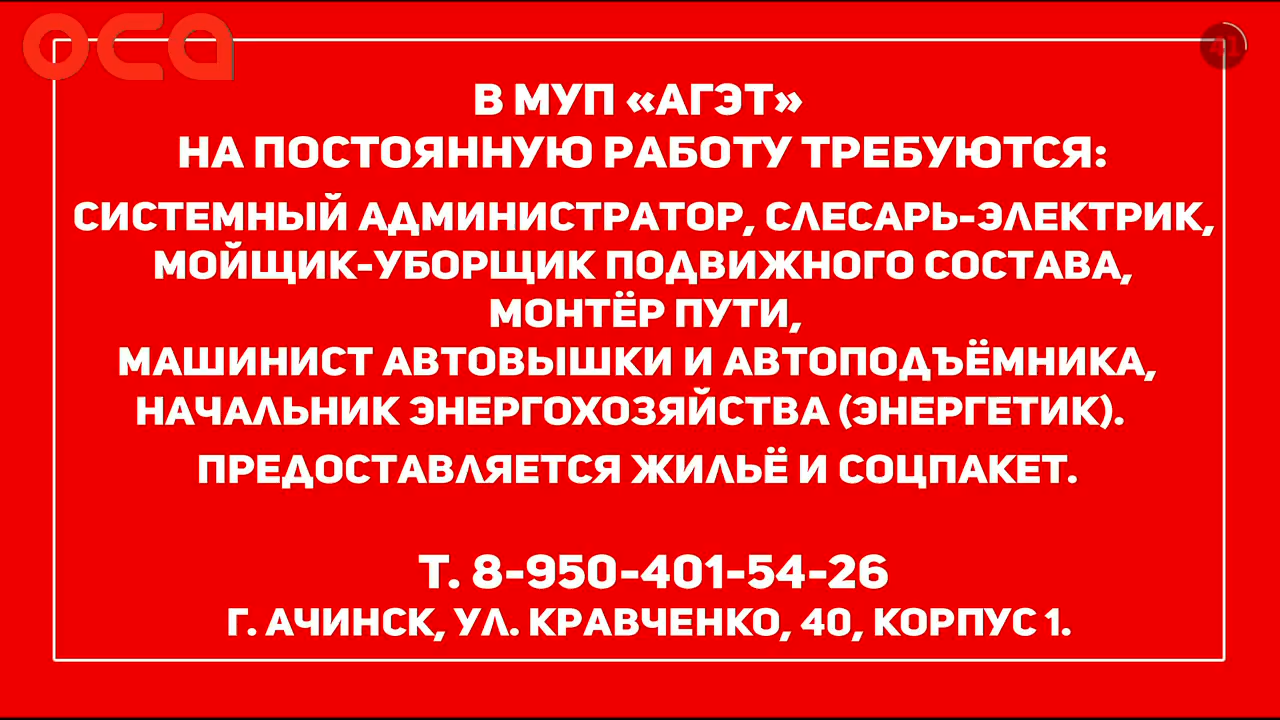 оса
В МУП «АГЭТ»
НА ПОСТОЯННУЮ РАБОТУ ТРЕБУЮТСЯ:
СИСТЕМНЫЙ АДМИНИСТРАТОР, СЛЕСАРЬ-ЭЛЕКТРИК,
МОЙЩИК-УБОРЩИК ПОДВИЖНОГО СОСТАВА,
МОНТЁР ПУТИ,
МАШИНИСТ АВТОВЫШКИ И АВТОПОДЪЁМНИКА,
НАЧАЛЬНИК ЭНЕРГОХОЗЯЙСТВА (ЭНЕРГЕТИК).
ПРЕДОСТАВЛЯЕТСЯ ЖИЛЬЁ И СОЦПАКЕТ.
Т. 8-950-401-54-26
Г. АЧИНСК, УЛ. КРАВЧЕНКО, 40, КОРПУС 1.